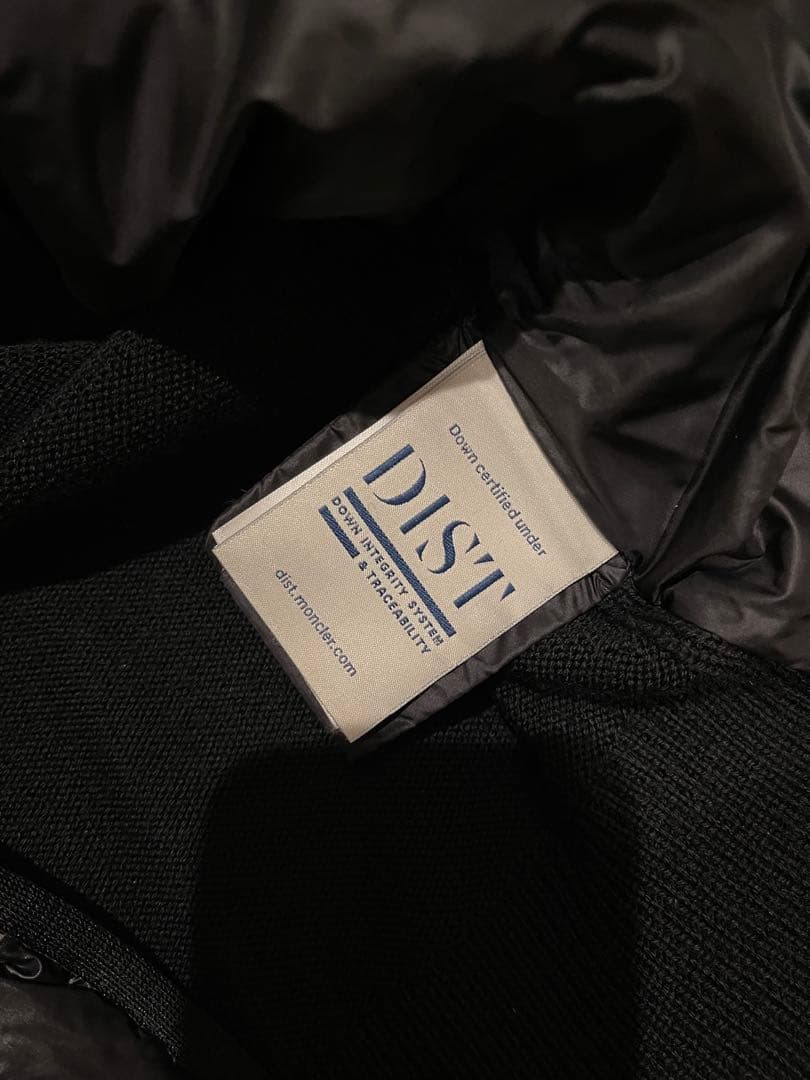 Down certified under
DIST
DOWN INTEGRITY SYSTEM
& TRACEABILITY
dist.moncler.com